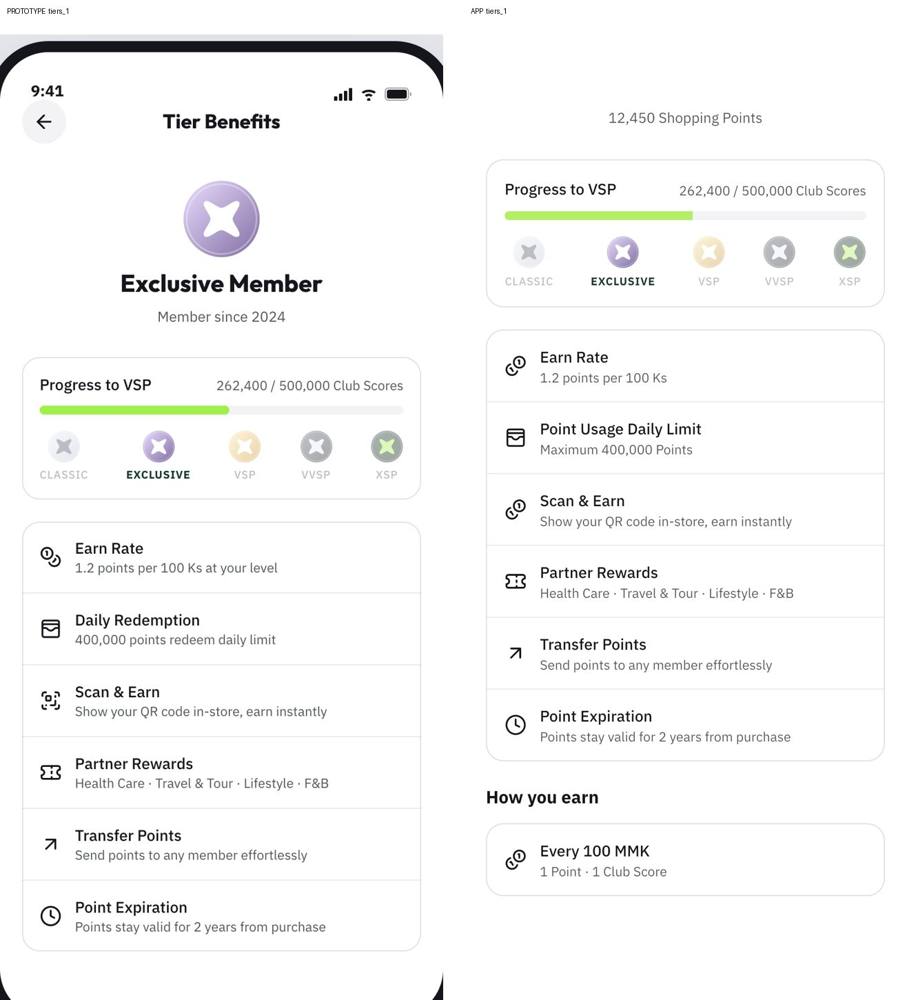 PROTOTYPE tiers_1
9:41
Tier Benefits
Exclusive Member
Member since 2024
Progress to VSP
262,400 / 500,000 Club Scores
CLASSIC
EXCLUSIVE
VSP
VVSP
XSP
Earn Rate
1.2 points per 100 Ks at your level
Daily Redemption
400,000 points redeem daily limit
Scan & Earn
Show your QR code in-store, earn instantly
Partner Rewards
Health Care · Travel & Tour · Lifestyle · F&B
Transfer Points
Send points to any member effortlessly
Point Expiration
Points stay valid for 2 years from purchase
APP tiers_1
12,450 Shopping Points
Progress to VSP
262,400 / 500,000 Club Scores
CLASSIC
EXCLUSIVE
VSP
VVSP
XSP
Earn Rate
1.2 points per 100 Ks
Point Usage Daily Limit
Maximum 400,000 Points
Scan & Earn
Show your QR code in-store, earn instantly
Partner Rewards
Health Care · Travel & Tour · Lifestyle · F&B
Transfer Points
Send points to any member effortlessly
Point Expiration
Points stay valid for 2 years from purchase
How you earn
Every 100 MMK
1 Point · 1 Club Score